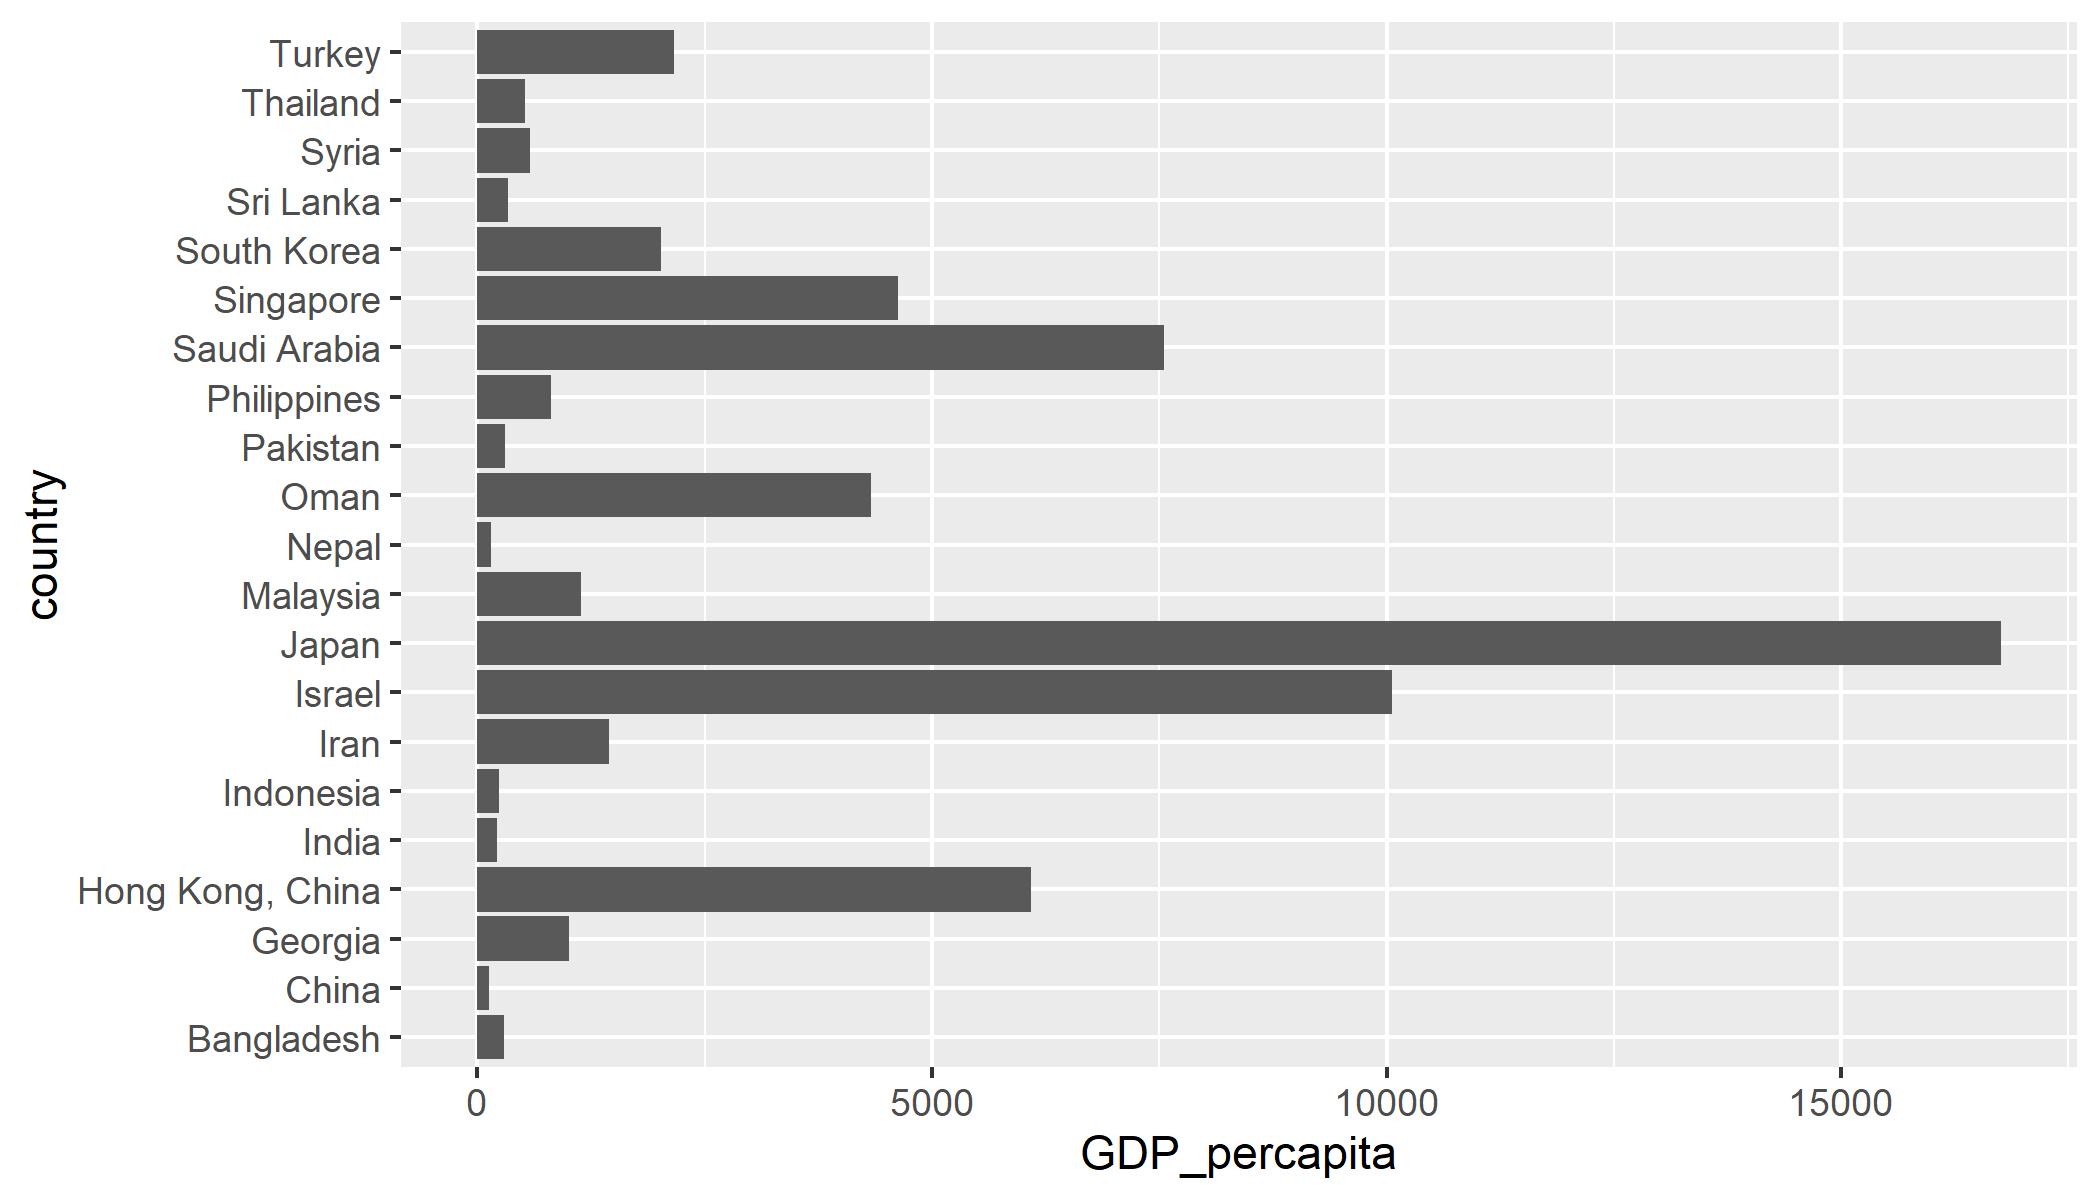 Turkey
Thailand
Syria
Sri Lanka
South Korea
Singapore
Saudi Arabia
Philippines
Pakistan
Oman
Nepal
Malaysia
Japan
Israel
Iran
Indonesia
India
Hong Kong, China
Georgia
China
Bangladesh
country
0 5000 10000 15000
GDP_percapita